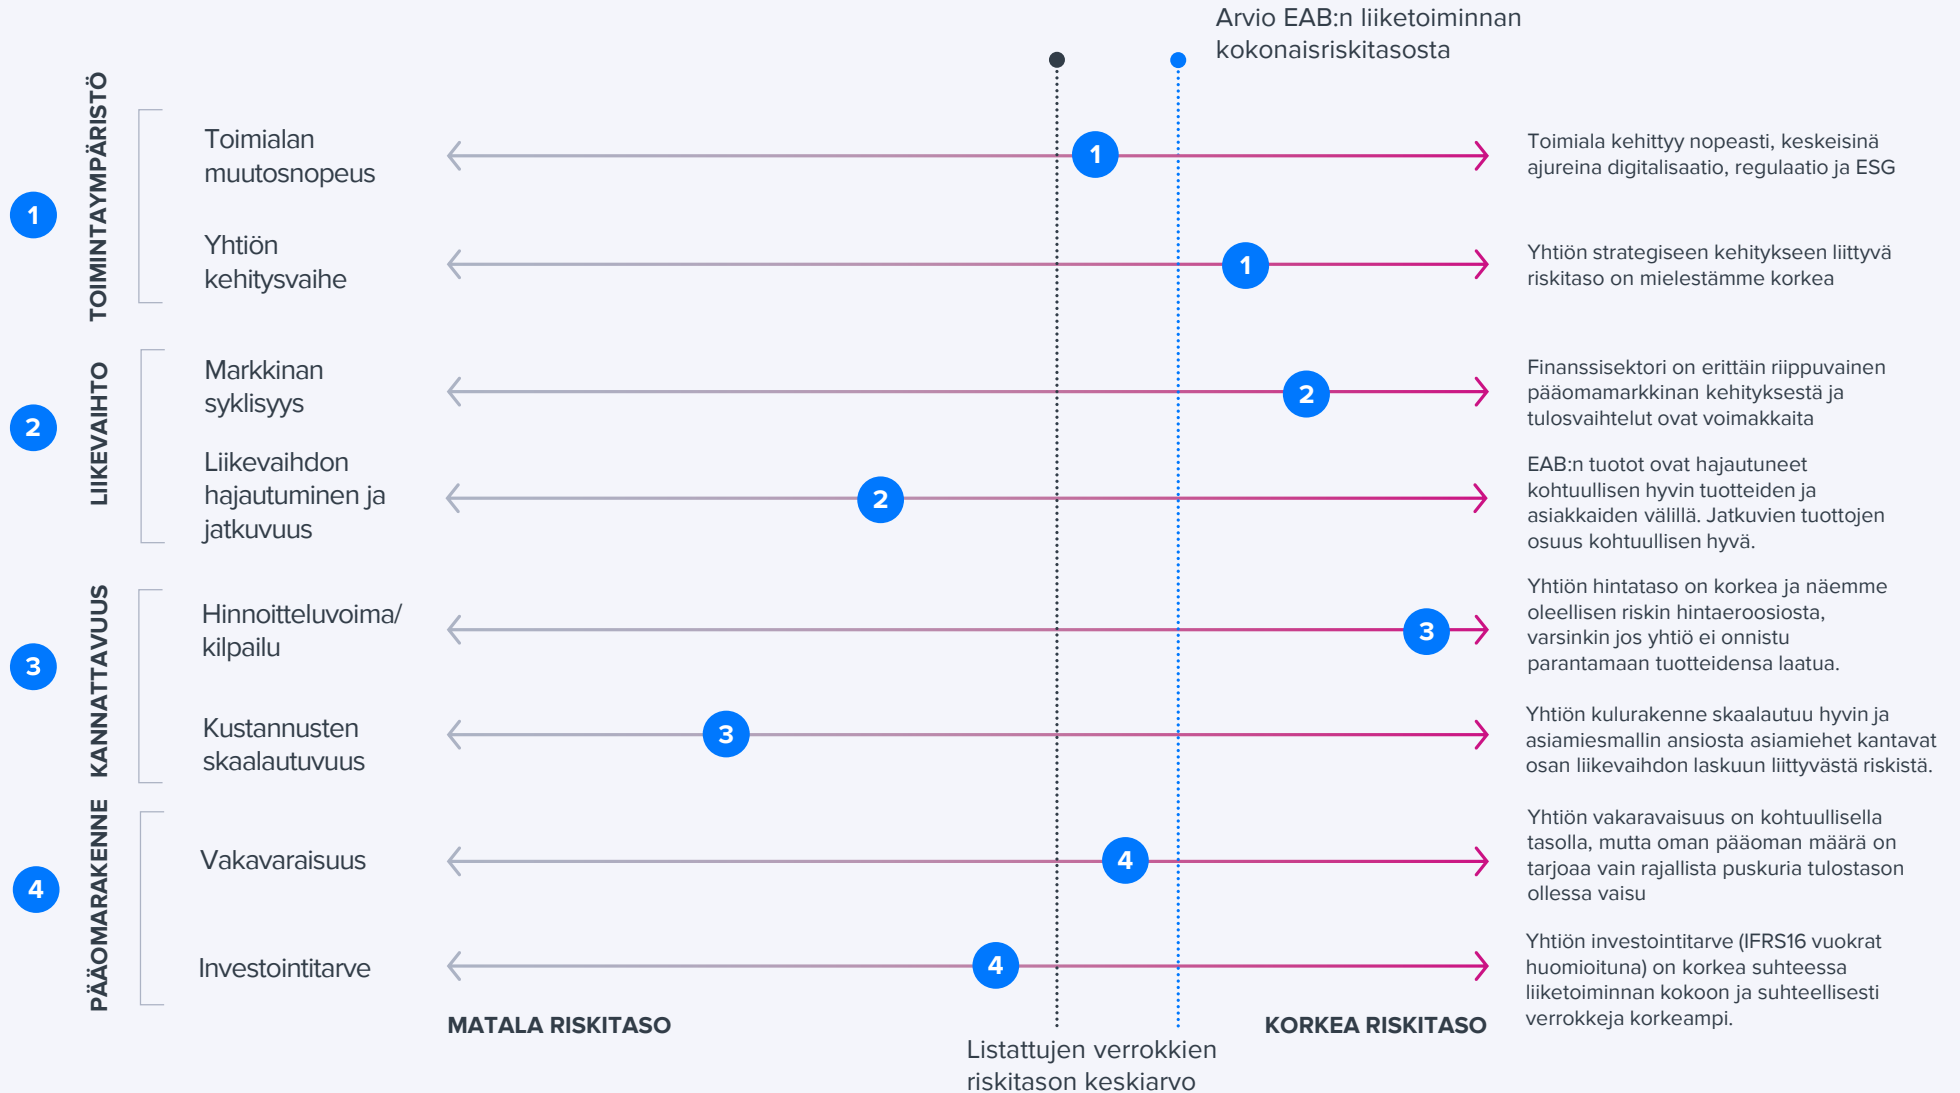 Arvio EAB:n liiketoiminnan
kokonaisriskitasosta
1
TOIMINTAYMPÄRISTÖ
Toimialan
muutosnopeus
1
Toimiala kehittyy nopeasti, keskeisinä
ajureina digitalisaatio, regulaatio ja ESG
Yhtiön
kehitysvaihe
1
Yhtiön strategiseen kehitykseen liittyvä
riskitaso on mielestämme korkea
2
LIIKEVAIHTO
Markkinan
syklisyys
2
Finanssisektori on erittäin riippuvainen
pääomamarkkinan kehityksestä ja
tulosvaihtelut ovat voimakkaita
Liikevaihdon
hajautuminen ja
jatkuvuus
2
EAB:n tuotot ovat hajautuneet
kohtuullisen hyvin tuotteiden ja
asiakkaiden välillä. Jatkuvien tuottojen
osuus kohtuullisen hyvä.
3
KANNATTAVUUS
Hinnoitteluvoima/
kilpailu
3
Yhtiön hintataso on korkea ja näemme
oleellisen riskin hintaeroosiosta,
varsinkin jos yhtiö ei onnistu
parantamaan tuotteidensa laatua.
Kustannusten
skaalautuvuus
3
Yhtiön kulurakenne skaalautuu hyvin ja
asiamiesmallin ansiosta asiamiehet kantavat
osan liikevaihdon laskuun liittyvästä riskistä.
4
PÄÄOMARAKENNE
Vakavaraisuus
4
Yhtiön vakaravaisuus on kohtuullisella
tasolla, mutta oman pääoman määrä on
tarjoaa vain rajallista puskuria tulostason
ollessa vaisu
Investointitarve
4
Yhtiön investointitarve (IFRS16 vuokrat
huomioituna) on korkea suhteessa
liiketoiminnan kokoon ja suhteellisesti
verrokkeja korkeampi.
MATALA RISKITASO
KORKEA RISKITASO
Listattujen verrokkien
riskitason keskiarvo